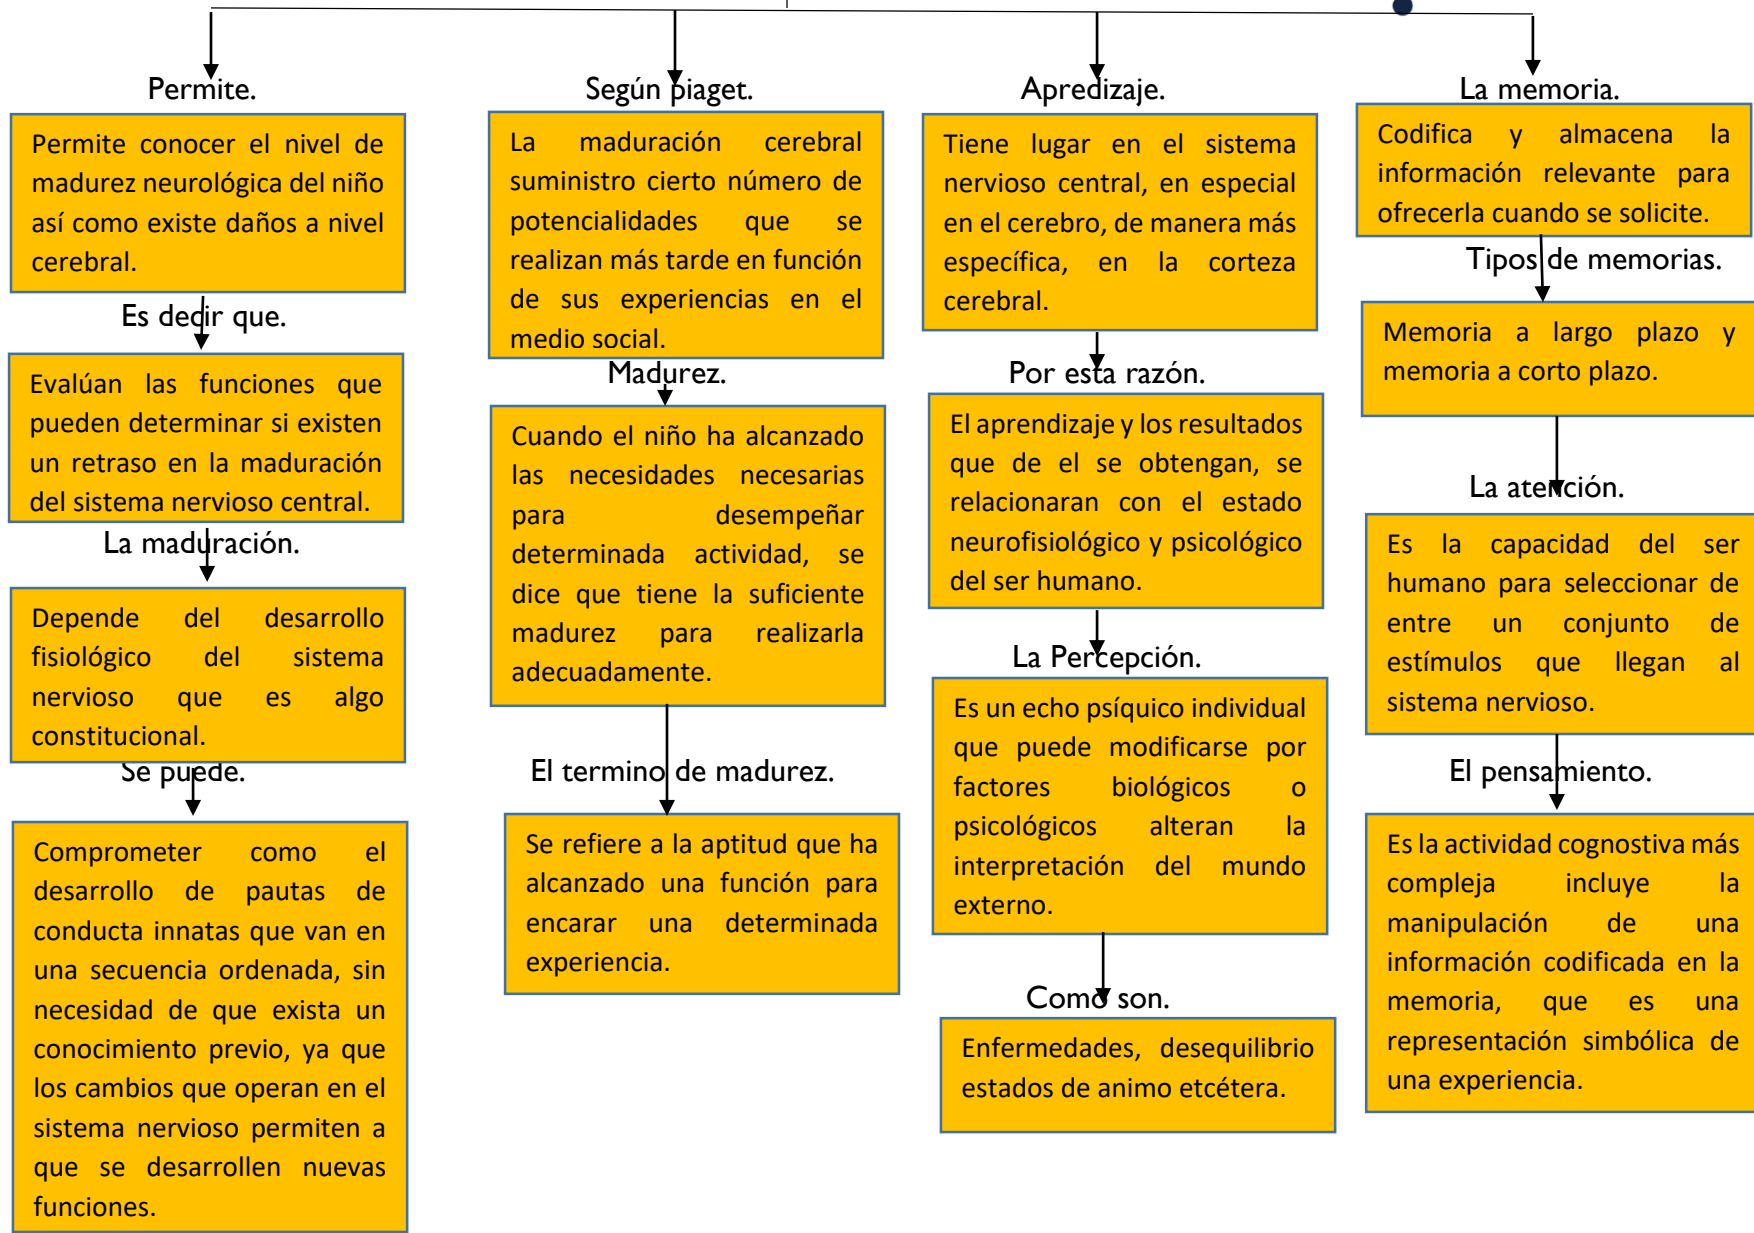 Permite.
Permite conocer el nivel de
madurez neurológica del niño
así como existe daños a nivel
cerebral.
Es decir que.
Evalúan las funciones que
pueden determinar si existen
un retraso en la maduración
del sistema nervioso central.
La maduración.
Depende del desarrollo
fisiológico del sistema
nervioso que es algo
constitucional.
Se puede.
Comprometer como el
desarrollo de pautas de
conducta innatas que van en
una secuencia ordenada, sin
necesidad de que exista un
conocimiento previo, ya que
los cambios que operan en el
sistema nervioso permiten a
que se desarrollen nuevas
funciones.
Según piaget.
La maduración cerebral
suministro cierto número de
potencialidades que se
realizan más tarde en función
de sus experiencias en el
medio social.
Madurez.
Cuando el niño ha alcanzado
las necesidades necesarias
para desempeñar
determinada actividad, se
dice que tiene la suficiente
madurez para realizarla
adecuadamente.
El termino de madurez.
Se refiere a la aptitud que ha
alcanzado una función para
encarar una determinada
experiencia.
Apredizaje.
Tiene lugar en el sistema
nervioso central, en especial
en el cerebro, de manera más
específica, en la corteza
cerebral.
Por esta razón.
El aprendizaje y los resultados
que de el se obtengan, se
relacionaran con el estado
neurofisiológico y psicológico
del ser humano.
La Percepción.
Es un echo psíquico individual
que puede modificarse por
factores biológicos o
psicológicos alteran la
interpretación del mundo
externo.
Como son.
Enfermedades, desequilibrio
estados de animo etcétera.
La memoria.
Codifica y almacena la
información relevante para
ofrecerla cuando se solicite.
Tipos de memorias.
Memoria a largo plazo y
memoria a corto plazo.
La atención.
Es la capacidad del ser
humano para seleccionar de
entre un conjunto de
estímulos que llegan al
sistema nervioso.
El pensamiento.
Es la actividad cognostiva más
compleja incluye la
manipulación de una
información codificada en la
memoria, que es una
representación simbólica de
una experiencia.